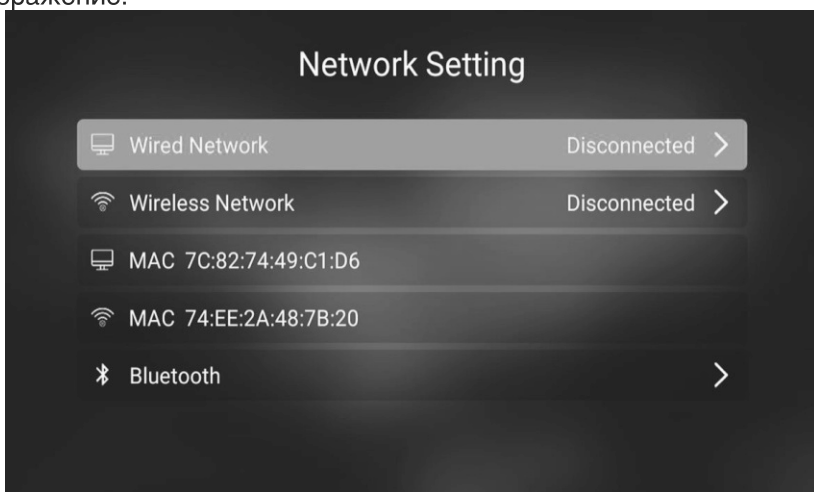 Network Setting
Wired Network Disconnected
Wireless Network Disconnected
MAC 7C:82:74:49:C1:D6
MAC 74:EE:2A:48:7B:20
Bluetooth